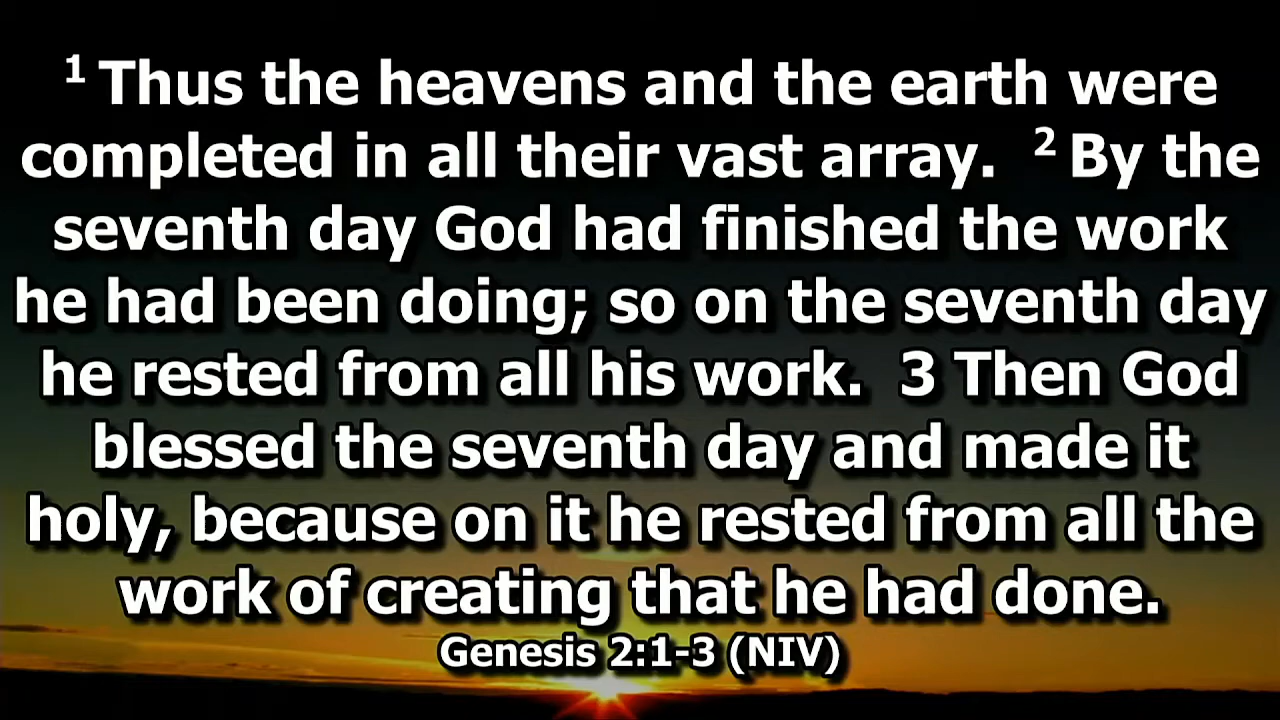 1 Thus the heavens and the earth were
completed in all their vast array. 2 By the
seventh day God had finished the work
he had been doing; so on the seventh day
he rested from all his work. 3 Then God
blessed the seventh day and made it
holy, because on it he rested from all the
work of creating that he had done.
Genesis 2:1-3 (NIV)